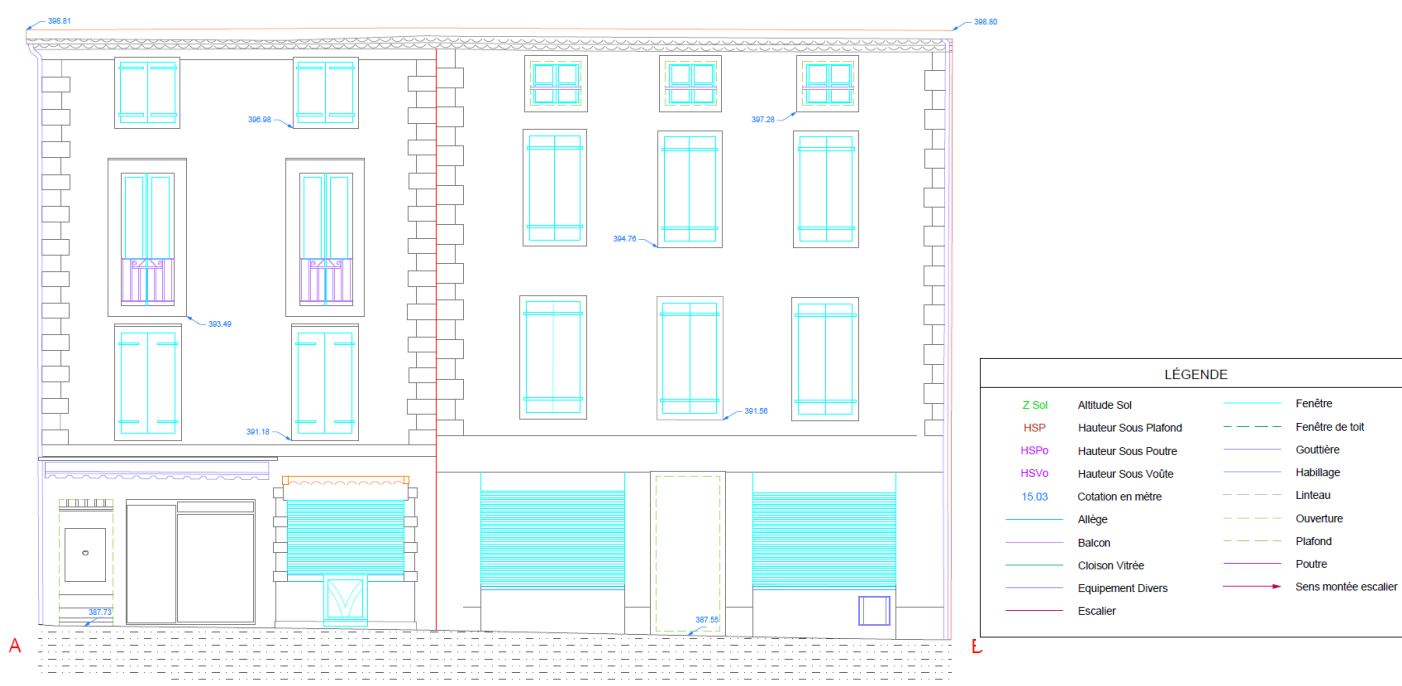 398.81
398.80
396.98
397.28
394.76
393.49
391.56
391.18
387.73
387.55
A
LÉGENDE
Z Sol Altitude Sol
HSP Hauteur Sous Plafond
HSPo Hauteur Sous Poutre
HSVo Hauteur Sous Voûte
15.03 Cotation en mètre
Allège
Balcon
Cloison Vitrée
Equipement Divers
Escalier
Fenêtre
Fenêtre de toit
Gouttière
Habillage
Linteau
Ouverture
Plafond
Poutre
Sens montée escalier